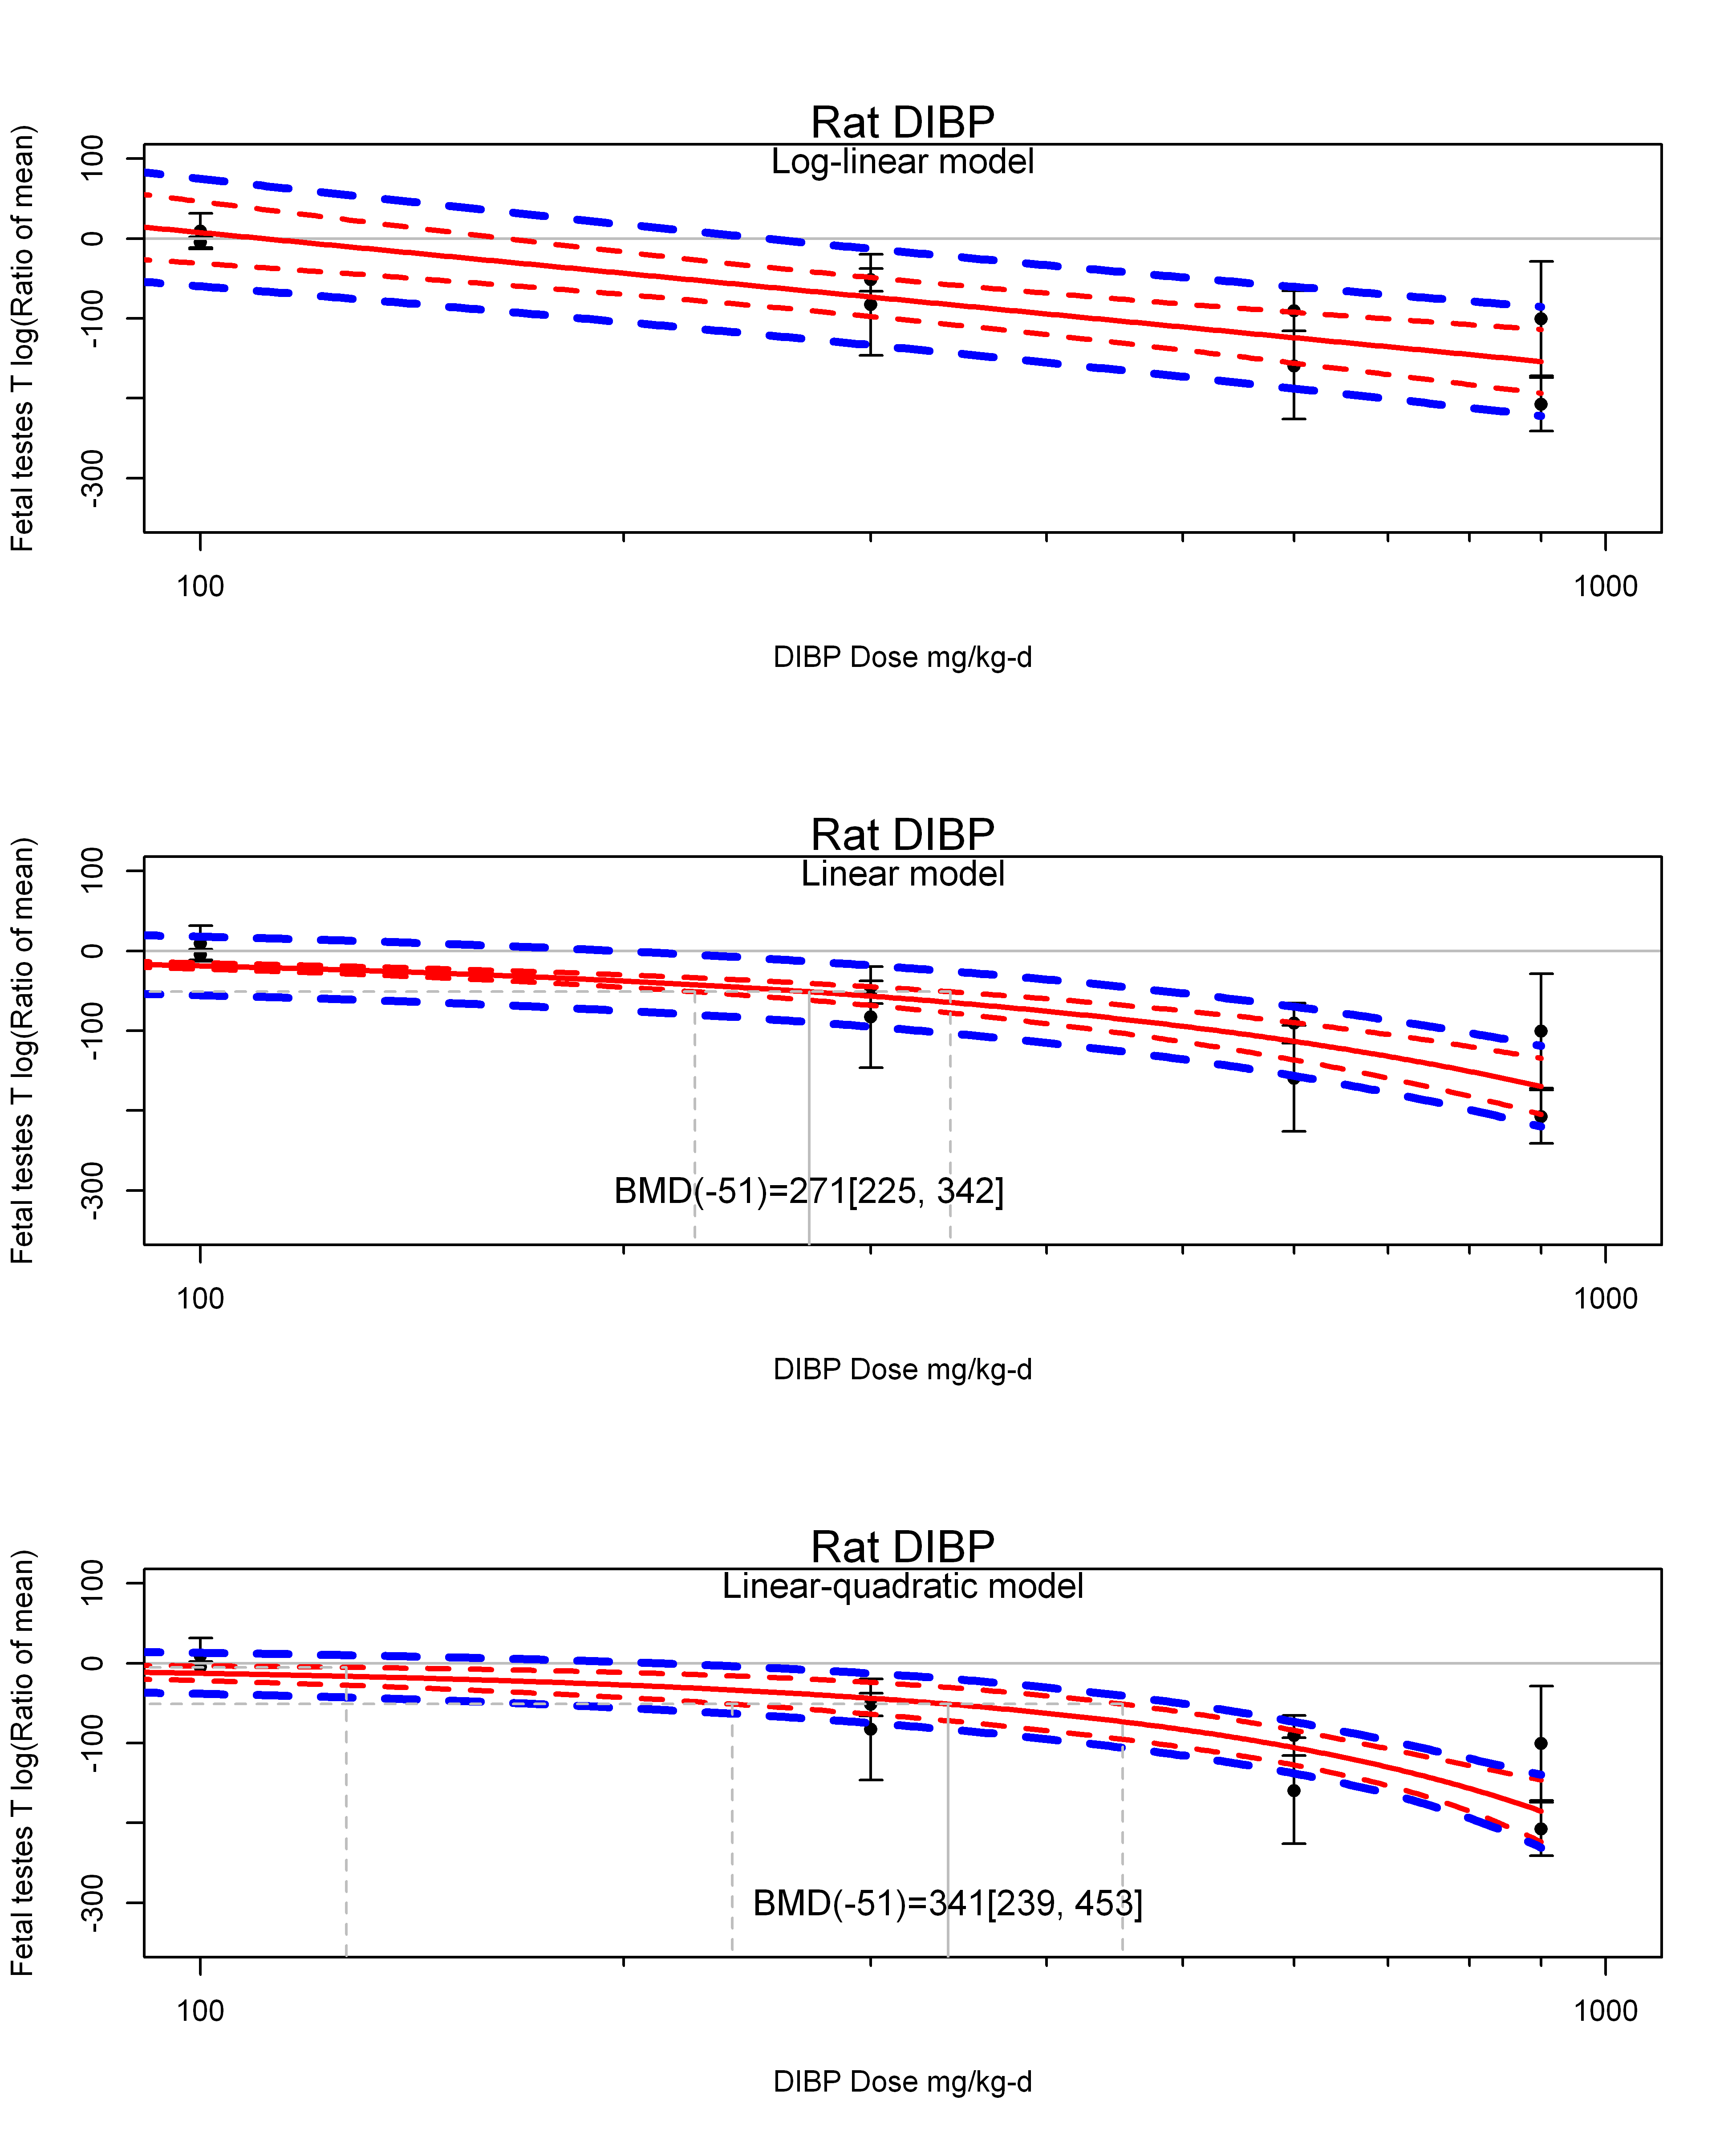 Rat DIBP
Log-linear model
Fetal testes T log(Ratio of mean)
100
0
-100
-300
100
1000
DIBP Dose mg/kg-d
Rat DIBP
Linear model
Fetal testes T log(Ratio of mean)
100
0
-100
-300
BMD(-51)=271[225, 342]
100
1000
DIBP Dose mg/kg-d
Rat DIBP
Linear-quadratic model
Fetal testes T log(Ratio of mean)
100
0
-100
-300
BMD(-51)=341[239, 453]
100
1000
DIBP Dose mg/kg-d